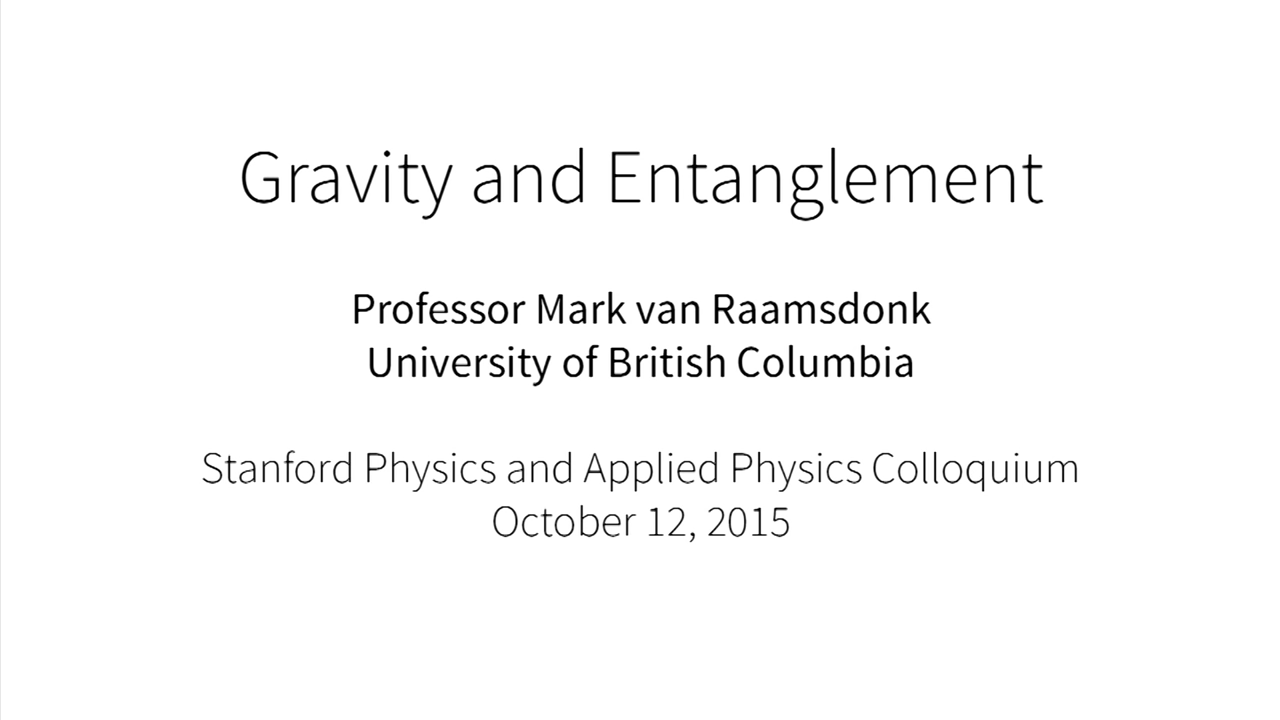 Gravity and Entanglement
Professor Mark van Raamsdonk
University of British Columbia
Stanford Physics and Applied Physics Colloquium
October 12, 2015